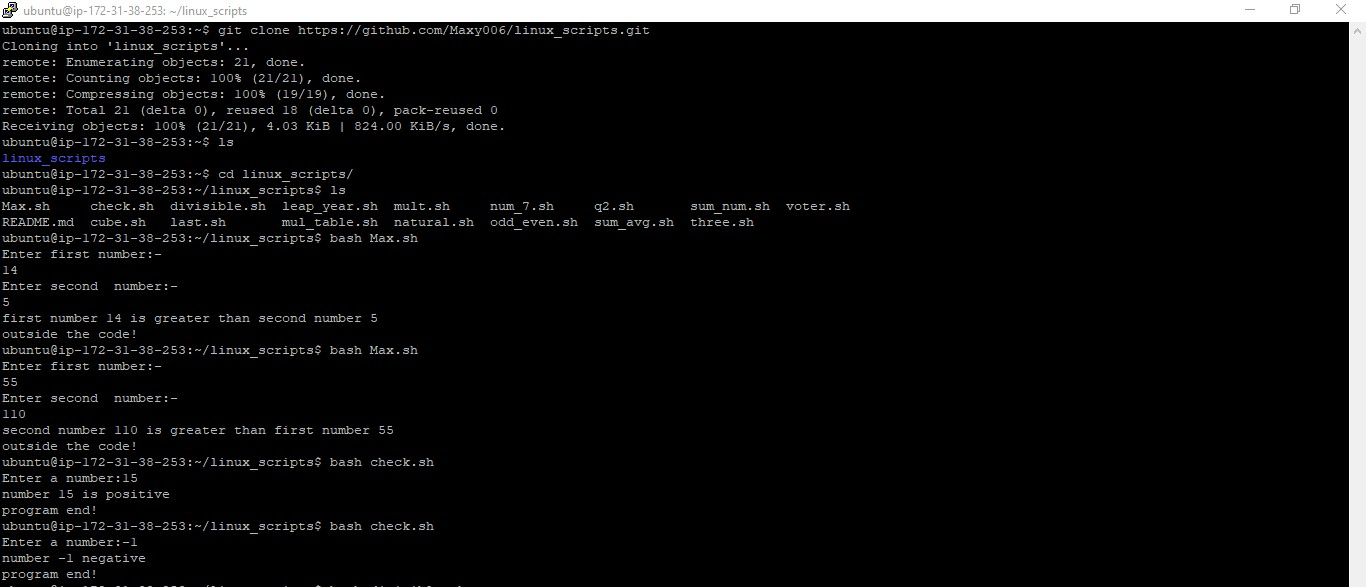 ubuntu@ip-172-31-38-253: ~/linux_scripts
ubuntu@ip-172-31-38-253:~$ git clone https://github.com/Maxy006/linux_scripts.git
Cloning into 'linux_scripts'...
remote: Enumerating objects: 21, done.
remote: Counting objects: 100% (21/21), done.
remote: Compressing objects: 100% (19/19), done.
remote: Total 21 (delta 0), reused 18 (delta 0), pack-reused 0
Receiving objects: 100% (21/21), 4.03 KiB | 824.00 KiB/s, done.
ubuntu@ip-172-31-38-253:~$ ls
linux_scripts
ubuntu@ip-172-31-38-253:~$ cd linux_scripts/
ubuntu@ip-172-31-38-253:~/linux_scripts$ ls
Max.sh     check.sh  divisible.sh  leap_year.sh  mult.sh     num_7.sh     q2.sh       sum_num.sh  voter.sh
README.md  cube.sh   last.sh       mul_table.sh  natural.sh  odd_even.sh  sum_avg.sh  three.sh
ubuntu@ip-172-31-38-253:~/linux_scripts$ bash Max.sh
Enter first number:-
14
Enter second  number:-
5
first number 14 is greater than second number 5
outside the code!
ubuntu@ip-172-31-38-253:~/linux_scripts$ bash Max.sh
Enter first number:-
55
Enter second  number:-
110
second number 110 is greater than first number 55
outside the code!
ubuntu@ip-172-31-38-253:~/linux_scripts$ bash check.sh
Enter a number:15
number 15 is positive
program end!
ubuntu@ip-172-31-38-253:~/linux_scripts$ bash check.sh
Enter a number:-1
number -1 negative
program end!